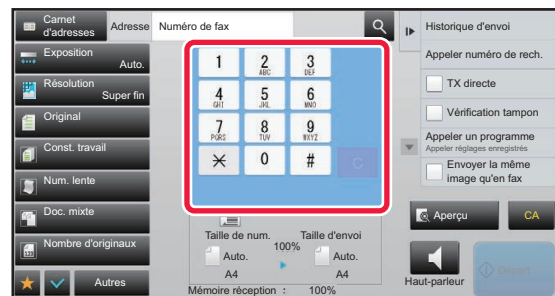 Carnet
d'adresses
Adresse
Numéro de fax
Exposition
Auto.
Résolution
Super fin
Original
Const. travail
Num. lente
Doc. mixte
Nombre d'originaux
Autres
1
2
ABC
3
DEF
4
GHI
5
JKL
6
MNO
7
PQRS
8
TUV
9
WXYZ
0
#
C
Taille de num.
Taille d'envoi
100%
Auto.
Auto.
A4
A4
Mémoire réception : 100%
Historique d'envoi
Appeler numéro de rech.
TX directe
Vérification tampon
Appeler un programme
Appeler réglages enregistrés
Envoyer la même
image qu'en fax
Aperçu
CA
Haut-parleur
Départ